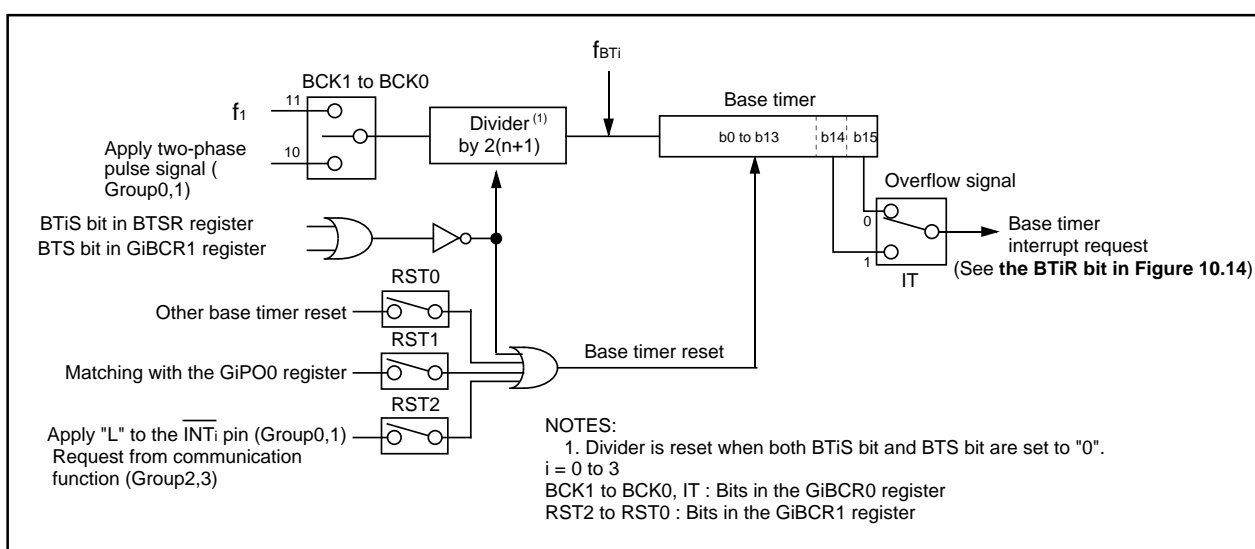 fBTi
BCK1 to BCK0
11
f1
10
Apply two-phase
pulse signal (
Group0,1)
Divider (1)
by 2(n+1)
Base timer
b0 to b13
b14
b15
Overflow signal
0
1
IT
Base timer
interrupt request
(See the BTiR bit in Figure 10.14)
BTiS bit in BTSR register
BTS bit in GiBCR1 register
RST0
Other base timer reset
RST1
Matching with the GiPO0 register
RST2
Apply "L" to the INTi pin (Group0,1)
Request from communication
function (Group2,3)
Base timer reset
NOTES:
1. Divider is reset when both BTiS bit and BTS bit are set to "0".
i = 0 to 3
BCK1 to BCK0, IT : Bits in the GiBCR0 register
RST2 to RST0 : Bits in the GiBCR1 register